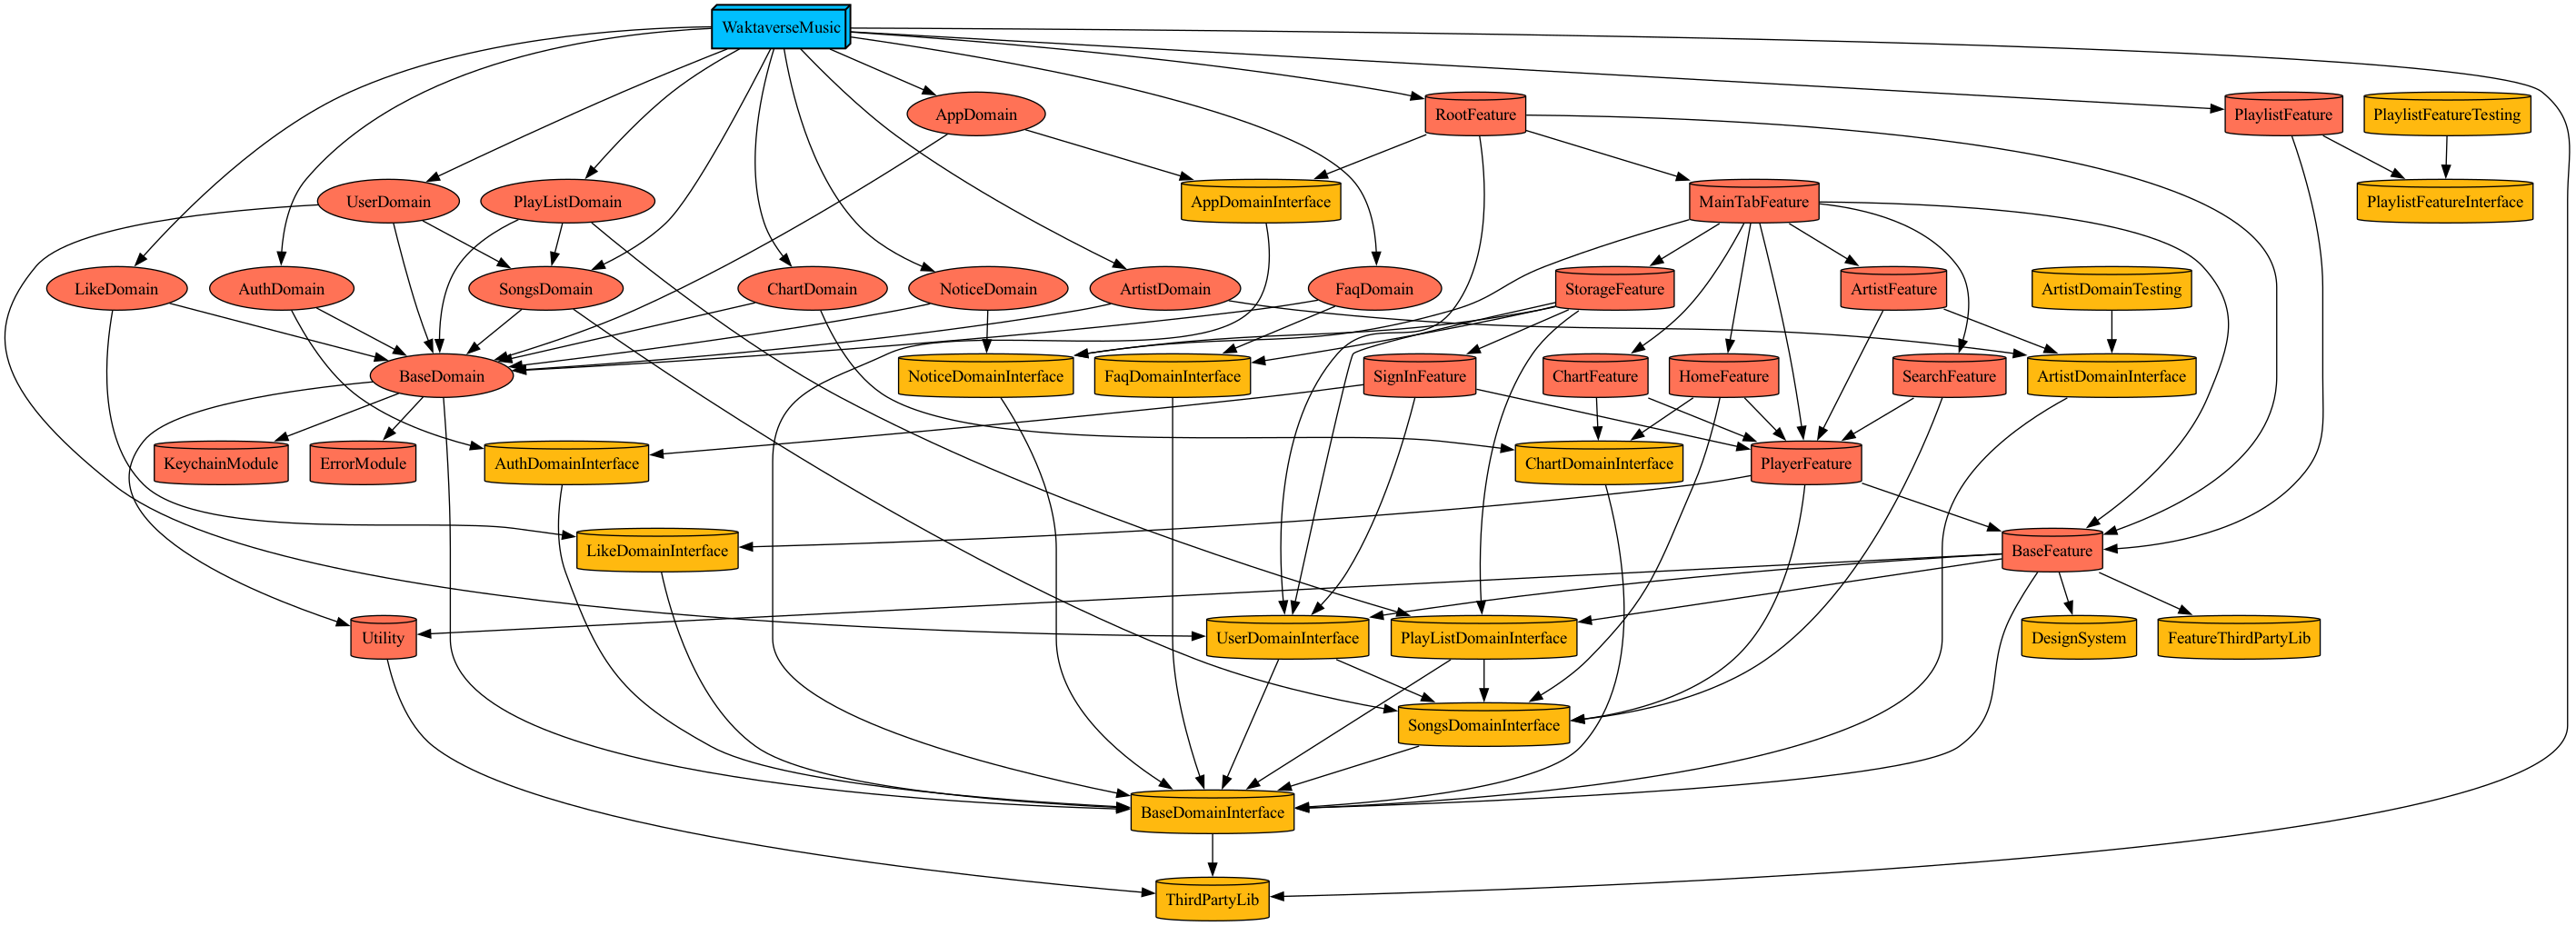 WaktaverseMusic
AppDomain
RootFeature
PlaylistFeature
PlaylistFeatureTesting
UserDomain
PlayListDomain
AppDomainInterface
MainTabFeature
PlaylistFeatureInterface
LikeDomain
AuthDomain
SongsDomain
ChartDomain
NoticeDomain
ArtistDomain
FaqDomain
StorageFeature
ArtistFeature
ArtistDomainTesting
BaseDomain
NoticeDomainInterface
FaqDomainInterface
SignInFeature
ChartFeature
HomeFeature
SearchFeature
ArtistDomainInterface
KeychainModule
ErrorModule
AuthDomainInterface
ChartDomainInterface
PlayerFeature
LikeDomainInterface
BaseFeature
Utility
UserDomainInterface
PlayListDomainInterface
DesignSystem
FeatureThirdPartyLib
SongsDomainInterface
BaseDomainInterface
ThirdPartyLib